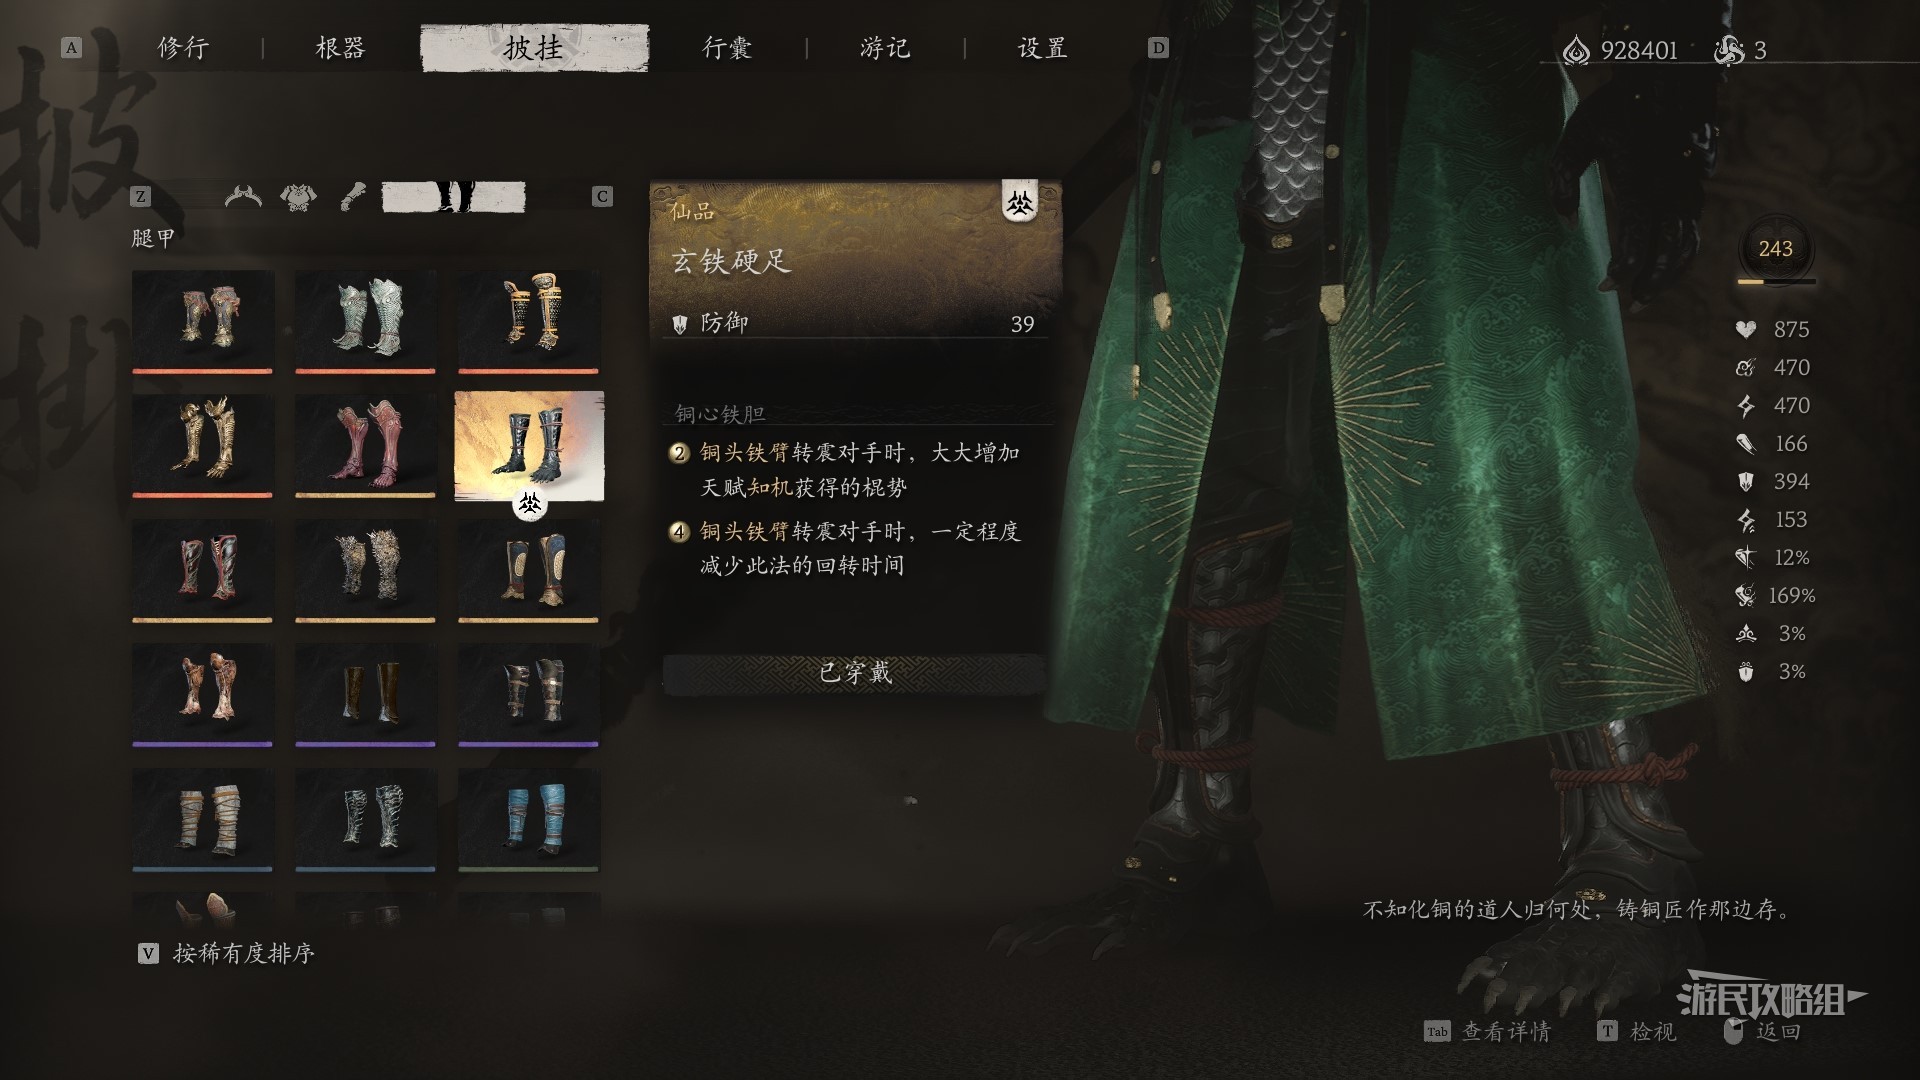 A 修行 根器 披挂 行囊 游记 设置 D 928401 3
披掛
Z C
腿甲
仙品
玄铁硬足
防御 39
铜心铁胆
2 铜头铁臂转震对手时，大大增加
天赋知机获得的棍势
4 铜头铁臂转震对手时，一定程度
减少此法的回转时间
已穿戴
243
875
470
470
166
394
153
12%
169%
3%
3%
不知化铜的道人归何处，铸铜匠作那边存。
V 按稀有度排序
游民攻略组
Tab 查看详情 T 检视 返回